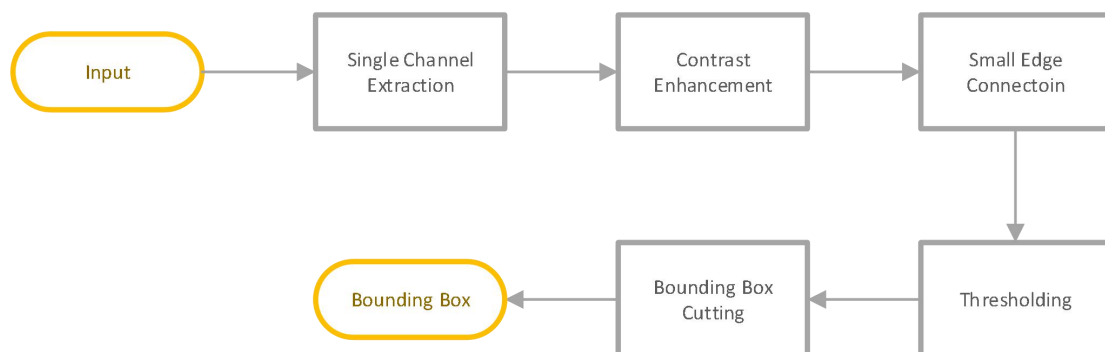 Input
Single Channel
Extraction
Contrast
Enhancement
Small Edge
Connectoin
Thresholding
Bounding Box
Cutting
Bounding Box